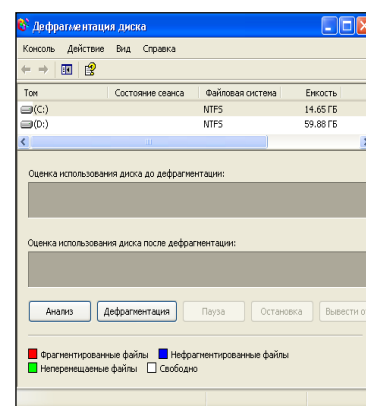 Дефрагментация диска
Консоль Действие Вид Справка
Том Состояние сеанса Файловая система Емкость
(C:) NTFS 14.65 ГБ
(D:) NTFS 59.88 ГБ
Оценка использования диска до дефрагментации:
Оценка использования диска после дефрагментации:
Анализ Дефрагментация Пауза Остановка Вывести о
Фрагментированные файлы Нефрагментированные файлы
Неперемещаемые файлы Свободно